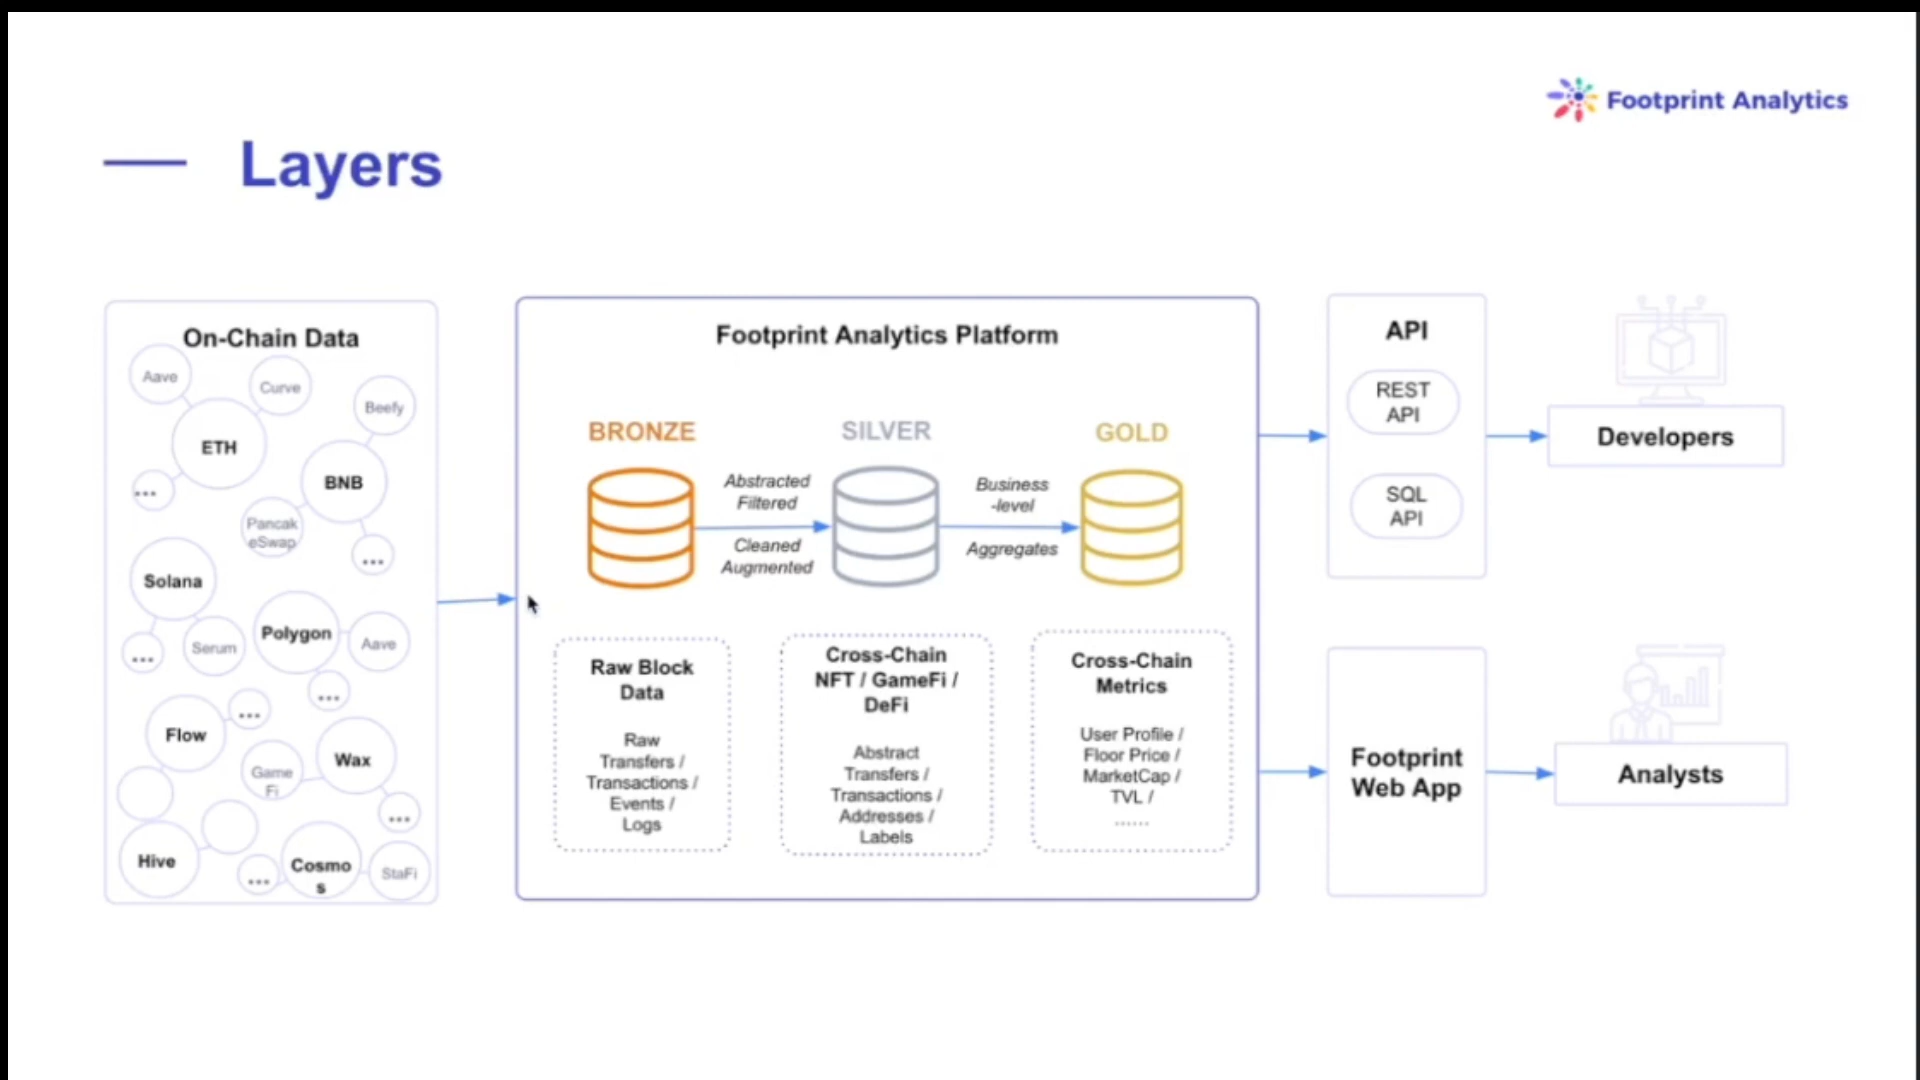 Footprint Analytics
Layers
On-Chain Data
Aave
Curve
Beefy
ETH
BNB
...
Pancak
eSwap
...
Solana
Polygon
Aave
Serum
...
...
Flow
...
Wax
Game
Fi
...
Hive
Cosmo
s
...
StaFi
Footprint Analytics Platform
BRONZE
SILVER
GOLD
Abstracted
Filtered
Cleaned
Augmented
Business
-level
Aggregates
Raw Block
Data
Raw
Transfers /
Transactions /
Events /
Logs
Cross-Chain
NFT / GameFi /
DeFi
Abstract
Transfers /
Transactions /
Addresses /
Labels
Cross-Chain
Metrics
User Profile /
Floor Price /
MarketCap /
TVL /
......
API
REST
API
SQL
API
Developers
Footprint
Web App
Analysts